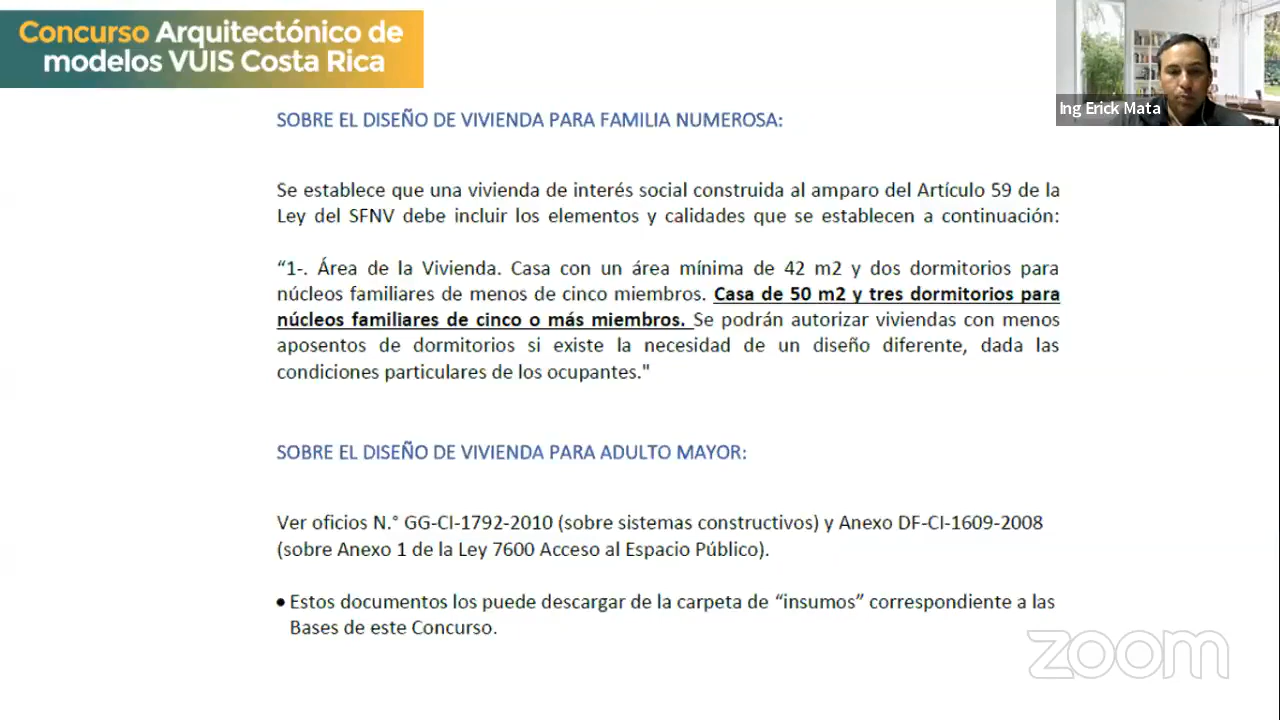 Concurso Arquitectónico de
modelos VUIS Costa Rica
Ing Erick Mata
SOBRE EL DISEÑO DE VIVIENDA PARA FAMILIA NUMEROSA:
Se establece que una vivienda de interés social construida al amparo del Artículo 59 de la
Ley del SFNV debe incluir los elementos y calidades que se establecen a continuación:
“1-. Área de la Vivienda. Casa con un área mínima de 42 m2 y dos dormitorios para
núcleos familiares de menos de cinco miembros. Casa de 50 m2 y tres dormitorios para
núcleos familiares de cinco o más miembros. Se podrán autorizar viviendas con menos
aposentos de dormitorios si existe la necesidad de un diseño diferente, dada las
condiciones particulares de los ocupantes."
SOBRE EL DISEÑO DE VIVIENDA PARA ADULTO MAYOR:
Ver oficios N.° GG-CI-1792-2010 (sobre sistemas constructivos) y Anexo DF-CI-1609-2008
(sobre Anexo 1 de la Ley 7600 Acceso al Espacio Público).
• Estos documentos los puede descargar de la carpeta de “insumos” correspondiente a las
Bases de este Concurso.
zoom